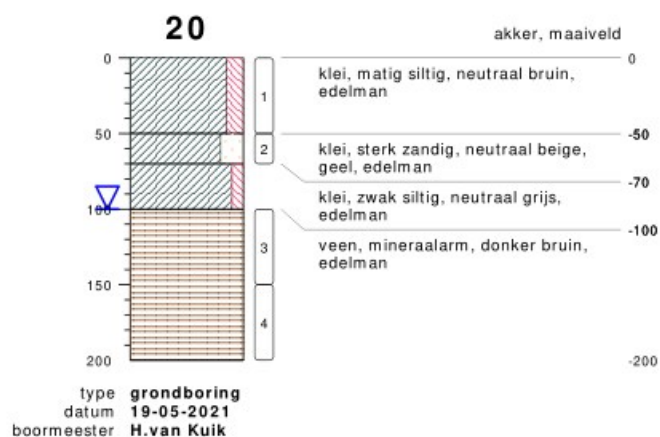 20
akker, maaiveld
0
0
klei, matig siltig, neutraal bruin,
edelman
1
50
-50
2
klei, sterk zandig, neutraal beige,
geel, edelman
-70
klei, zwak siltig, neutraal grijs,
edelman
100
-100
veen, mineraalarm, donker bruin,
edelman
3
150
4
200
-200
type grondboring
datum 19-05-2021
boormeester H.van Kuik